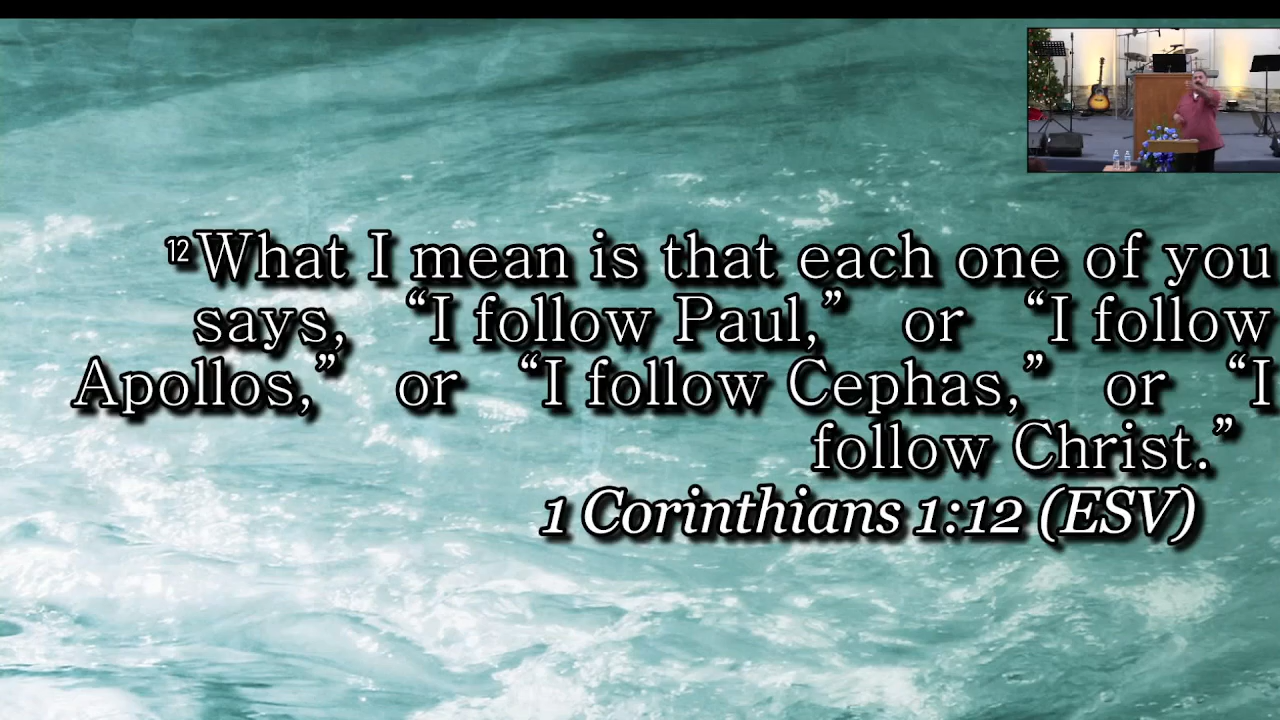 12What I mean is that each one of you
says, “I follow Paul,” or “I follow
Apollos,” or “I follow Cephas,” or “I
follow Christ.”
1 Corinthians 1:12 (ESV)